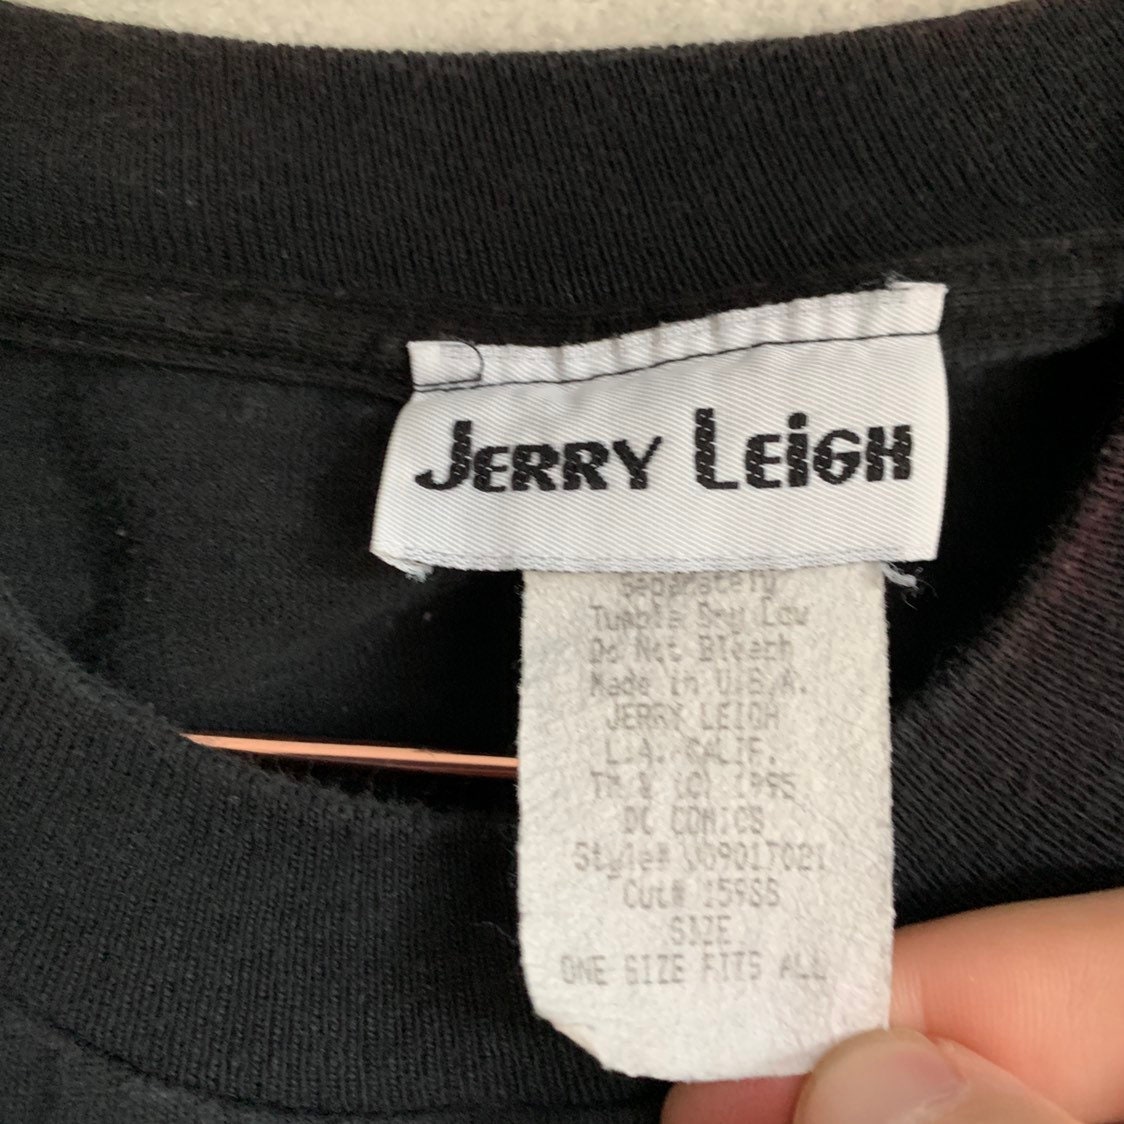 JERRY LEIGH
Separately
Tumble Dry Low
Do Not Bleach
Made in U.S.A.
JERRY LEIGH
L.A. CALIF.
TM & (C) 1995
DC COMICS
Style#
Cut# 15985
SIZE
ONE SIZE FITS ALL